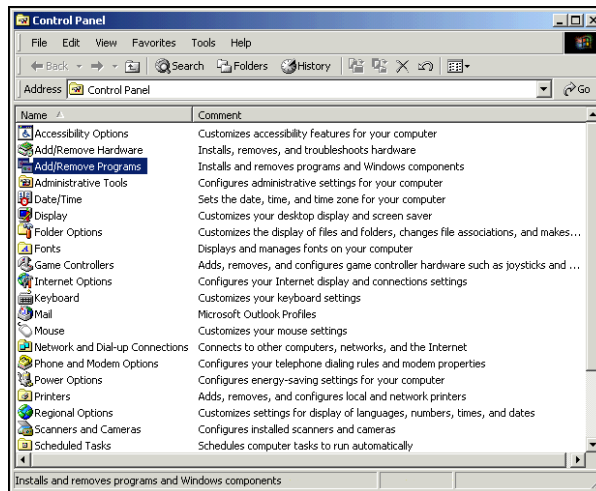 Control Panel
File Edit View Favorites Tools Help
Back Search Folders History
Address Control Panel Go
Name Comment
Accessibility Options Customizes accessibility features for your computer
Add/Remove Hardware Installs, removes, and troubleshoots hardware
Add/Remove Programs Installs and removes programs and Windows components
Administrative Tools Configures administrative settings for your computer
Date/Time Sets the date, time, and time zone for your computer
Display Customizes your desktop display and screen saver
Folder Options Customizes the display of files and folders, changes file associations, and makes...
Fonts Displays and manages fonts on your computer
Game Controllers Adds, removes, and configures game controller hardware such as joysticks and ...
Internet Options Configures your Internet display and connections settings
Keyboard Customizes your keyboard settings
Mail Microsoft Outlook Profiles
Mouse Customizes your mouse settings
Network and Dial-up Connections Connects to other computers, networks, and the Internet
Phone and Modem Options Configures your telephone dialing rules and modem properties
Power Options Configures energy-saving settings for your computer
Printers Adds, removes, and configures local and network printers
Regional Options Customizes settings for display of languages, numbers, times, and dates
Scanners and Cameras Configures installed scanners and cameras
Scheduled Tasks Schedules computer tasks to run automatically
Installs and removes programs and Windows components